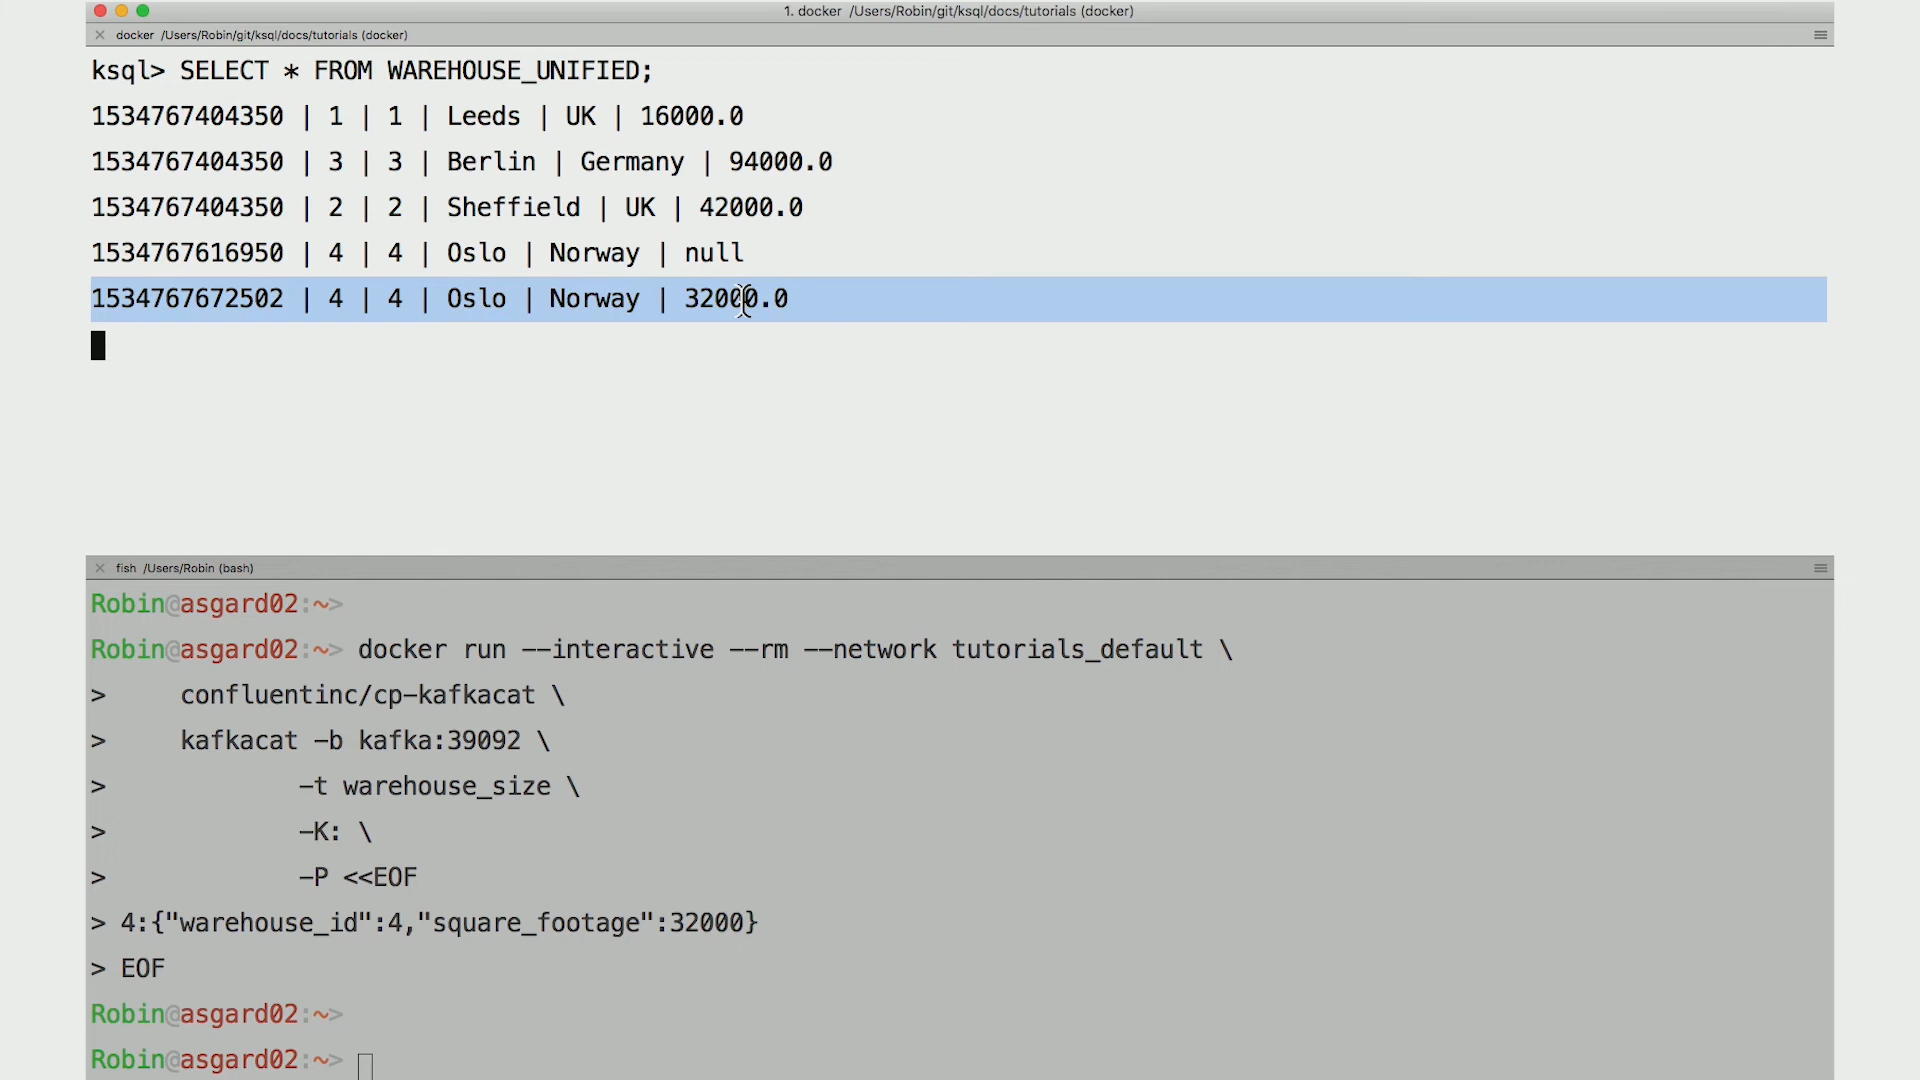 1. docker /Users/Robin/git/ksql/docs/tutorials (docker)
docker /Users/Robin/git/ksql/docs/tutorials (docker)
ksql> SELECT * FROM WAREHOUSE_UNIFIED;
1534767404350 | 1 | 1 | Leeds | UK | 16000.0
1534767404350 | 3 | 3 | Berlin | Germany | 94000.0
1534767404350 | 2 | 2 | Sheffield | UK | 42000.0
1534767616950 | 4 | 4 | Oslo | Norway | null
1534767672502 | 4 | 4 | Oslo | Norway | 32000.0
fish /Users/Robin (bash)
Robin@asgard02:~>
Robin@asgard02:~> docker run --interactive --rm --network tutorials_default \
>     confluentinc/cp-kafkacat \
>     kafkacat -b kafka:39092 \
>             -t warehouse_size \
>             -K: \
>             -P <<EOF
> 4:{"warehouse_id":4,"square_footage":32000}
> EOF
Robin@asgard02:~>
Robin@asgard02:~>